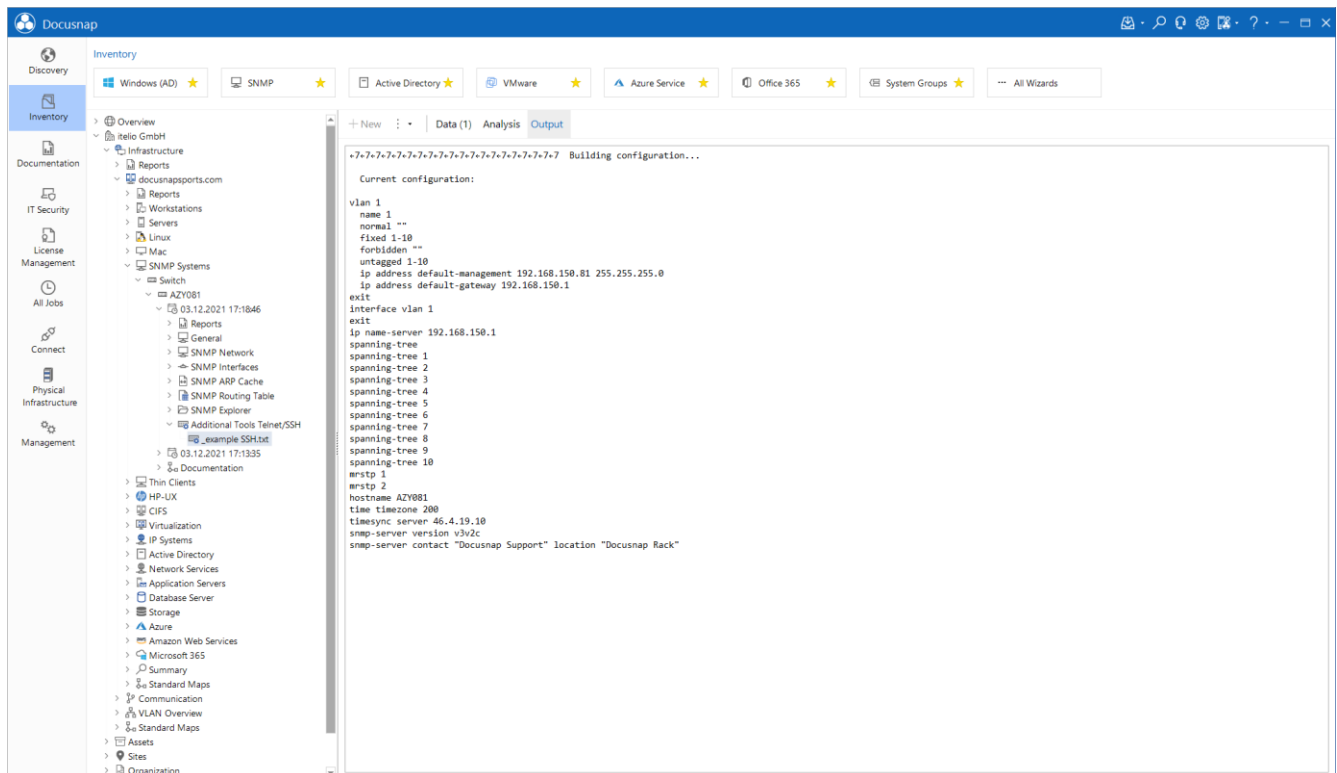 Docusnap
Discovery
Inventory
Documentation
IT Security
License
Management
All Jobs
Connect
Physical
Infrastructure
Management
Inventory
Windows (AD)
SNMP
Active Directory
VMware
Azure Service
Office 365
System Groups
All Wizards
Overview
itelio GmbH
Infrastructure
Reports
docusnapsports.com
Reports
Workstations
Servers
Linux
Mac
SNMP Systems
Switch
AZY081
03.12.2021 17:18:46
Reports
General
SNMP Network
SNMP Interfaces
SNMP ARP Cache
SNMP Routing Table
SNMP Explorer
Additional Tools Telnet/SSH
_example SSH.txt
03.12.2021 17:13:35
Documentation
Thin Clients
HP-UX
CIFS
Virtualization
IP Systems
Active Directory
Network Services
Application Servers
Database Server
Storage
Azure
Amazon Web Services
Microsoft 365
Summary
Standard Maps
Communication
VLAN Overview
Standard Maps
Assets
Sites
Organization
+ New Data (1) Analysis Output
←7←7←7←7←7←7←7←7←7←7←7←7←7←7←7←7←7←7←7←7 Building configuration...
Current configuration:
vlan 1
name 1
normal ""
fixed 1-10
forbidden ""
untagged 1-10
ip address default-management 192.168.150.81 255.255.255.0
ip address default-gateway 192.168.150.1
exit
interface vlan 1
exit
ip name-server 192.168.150.1
spanning-tree
spanning-tree 1
spanning-tree 2
spanning-tree 3
spanning-tree 4
spanning-tree 5
spanning-tree 6
spanning-tree 7
spanning-tree 8
spanning-tree 9
spanning-tree 10
mrstp 1
mrstp 2
hostname AZY081
time timezone 200
timesync server 46.4.19.10
snmp-server version v3v2c
snmp-server contact "Docusnap Support" location "Docusnap Rack"